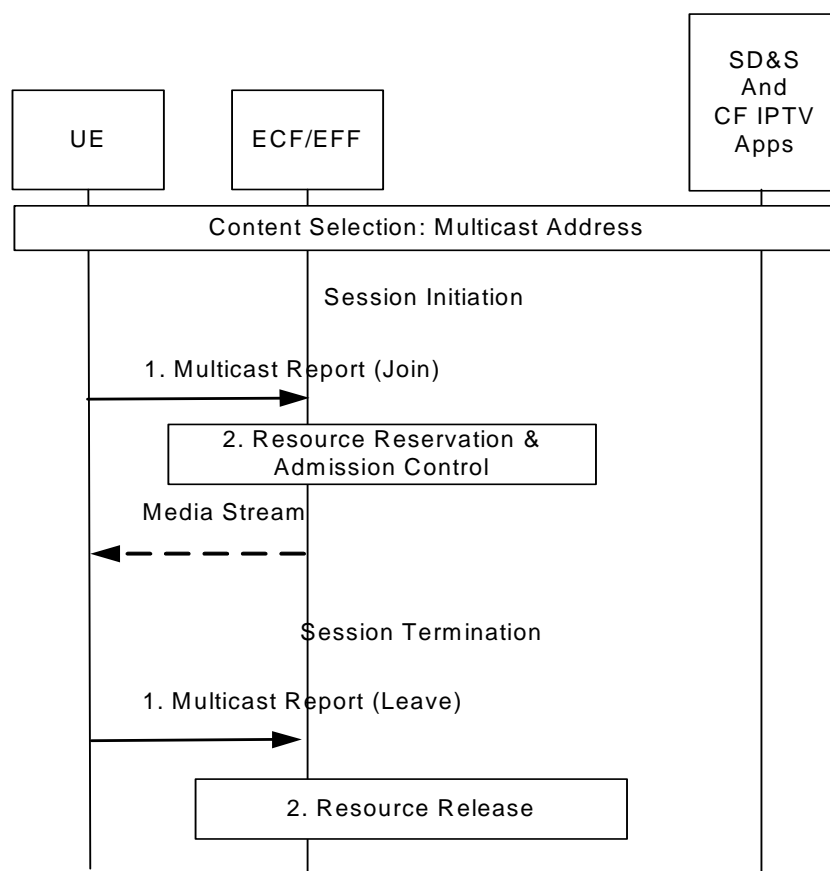 SD&S
And
CF IPTV
Apps
UE
ECF/EFF
Content Selection: Multicast Address
Session Initiation
1. Multicast Report (Join)
2. Resource Reservation &
Admission Control
Media Stream
Session Termination
1. Multicast Report (Leave)
2. Resource Release